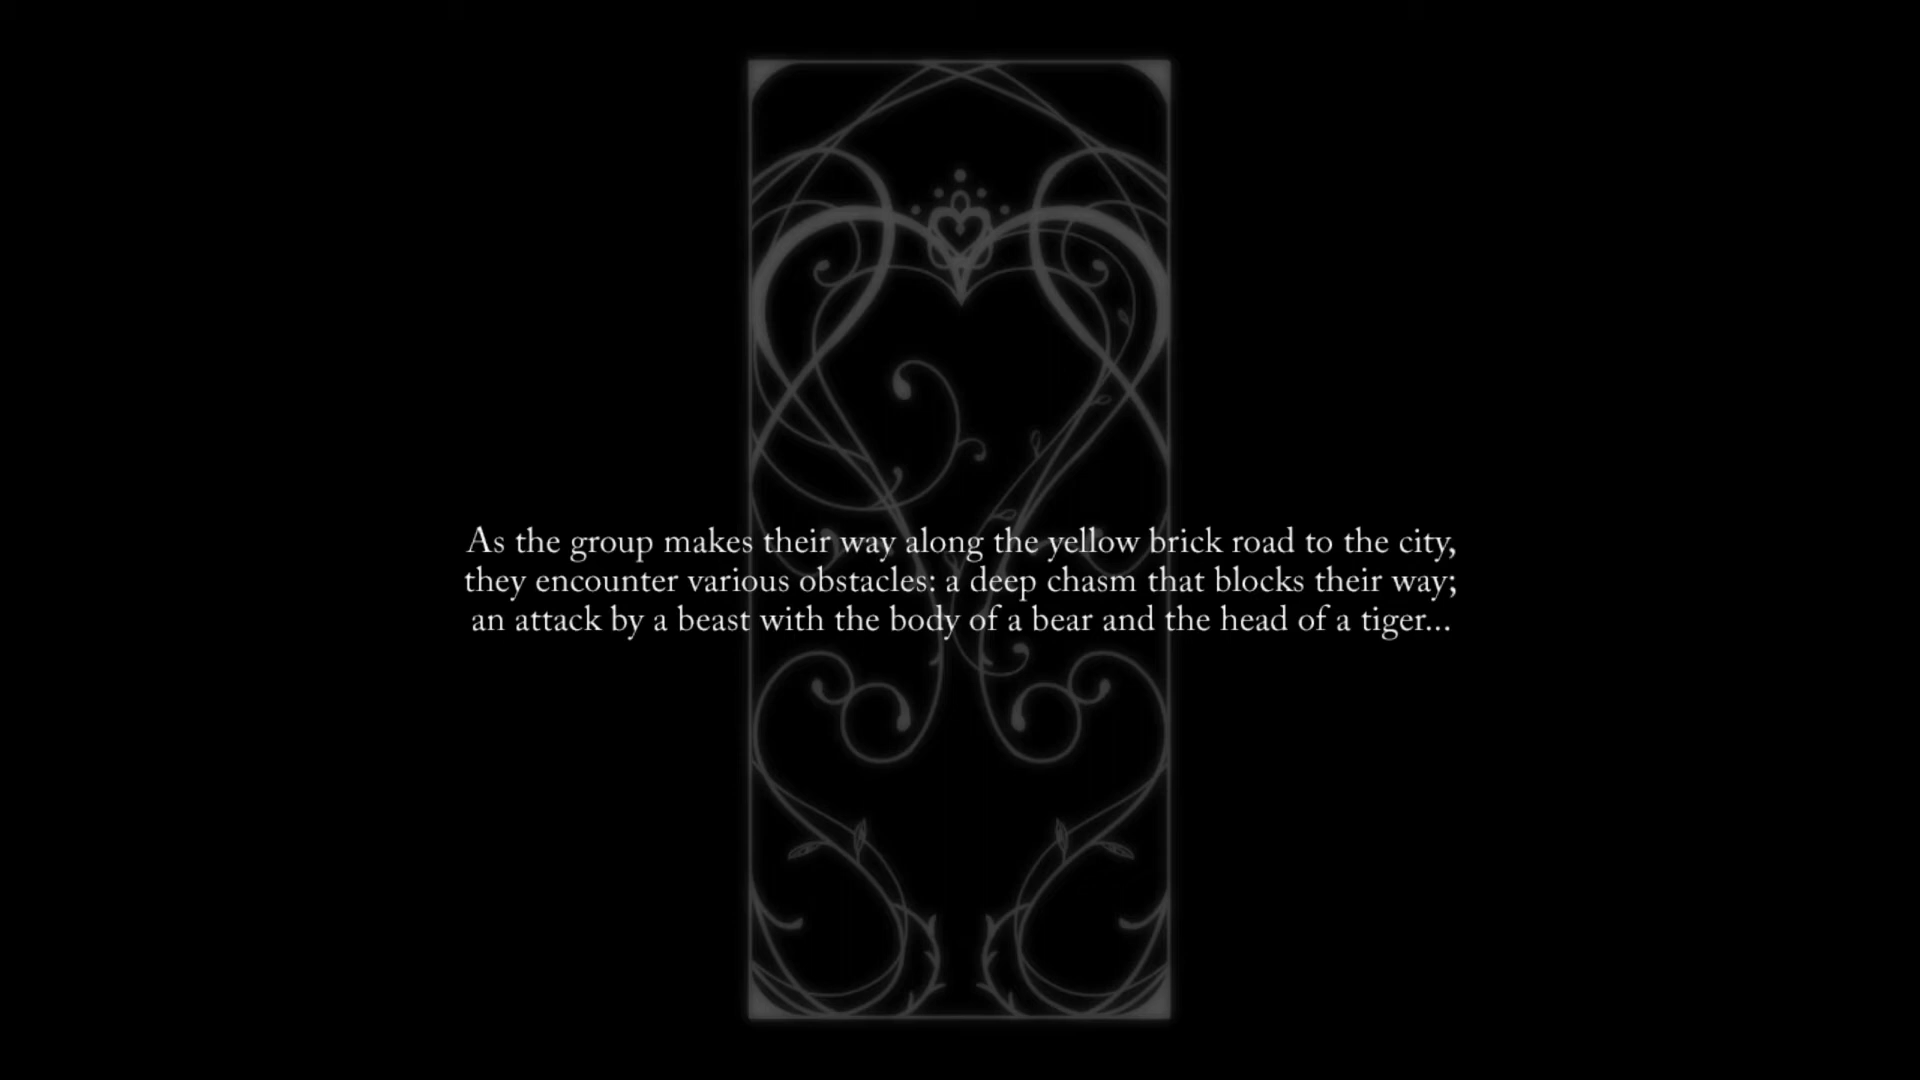 As the group makes their way along the yellow brick road to the city,
they encounter various obstacles: a deep chasm that blocks their way;
an attack by a beast with the body of a bear and the head of a tiger...